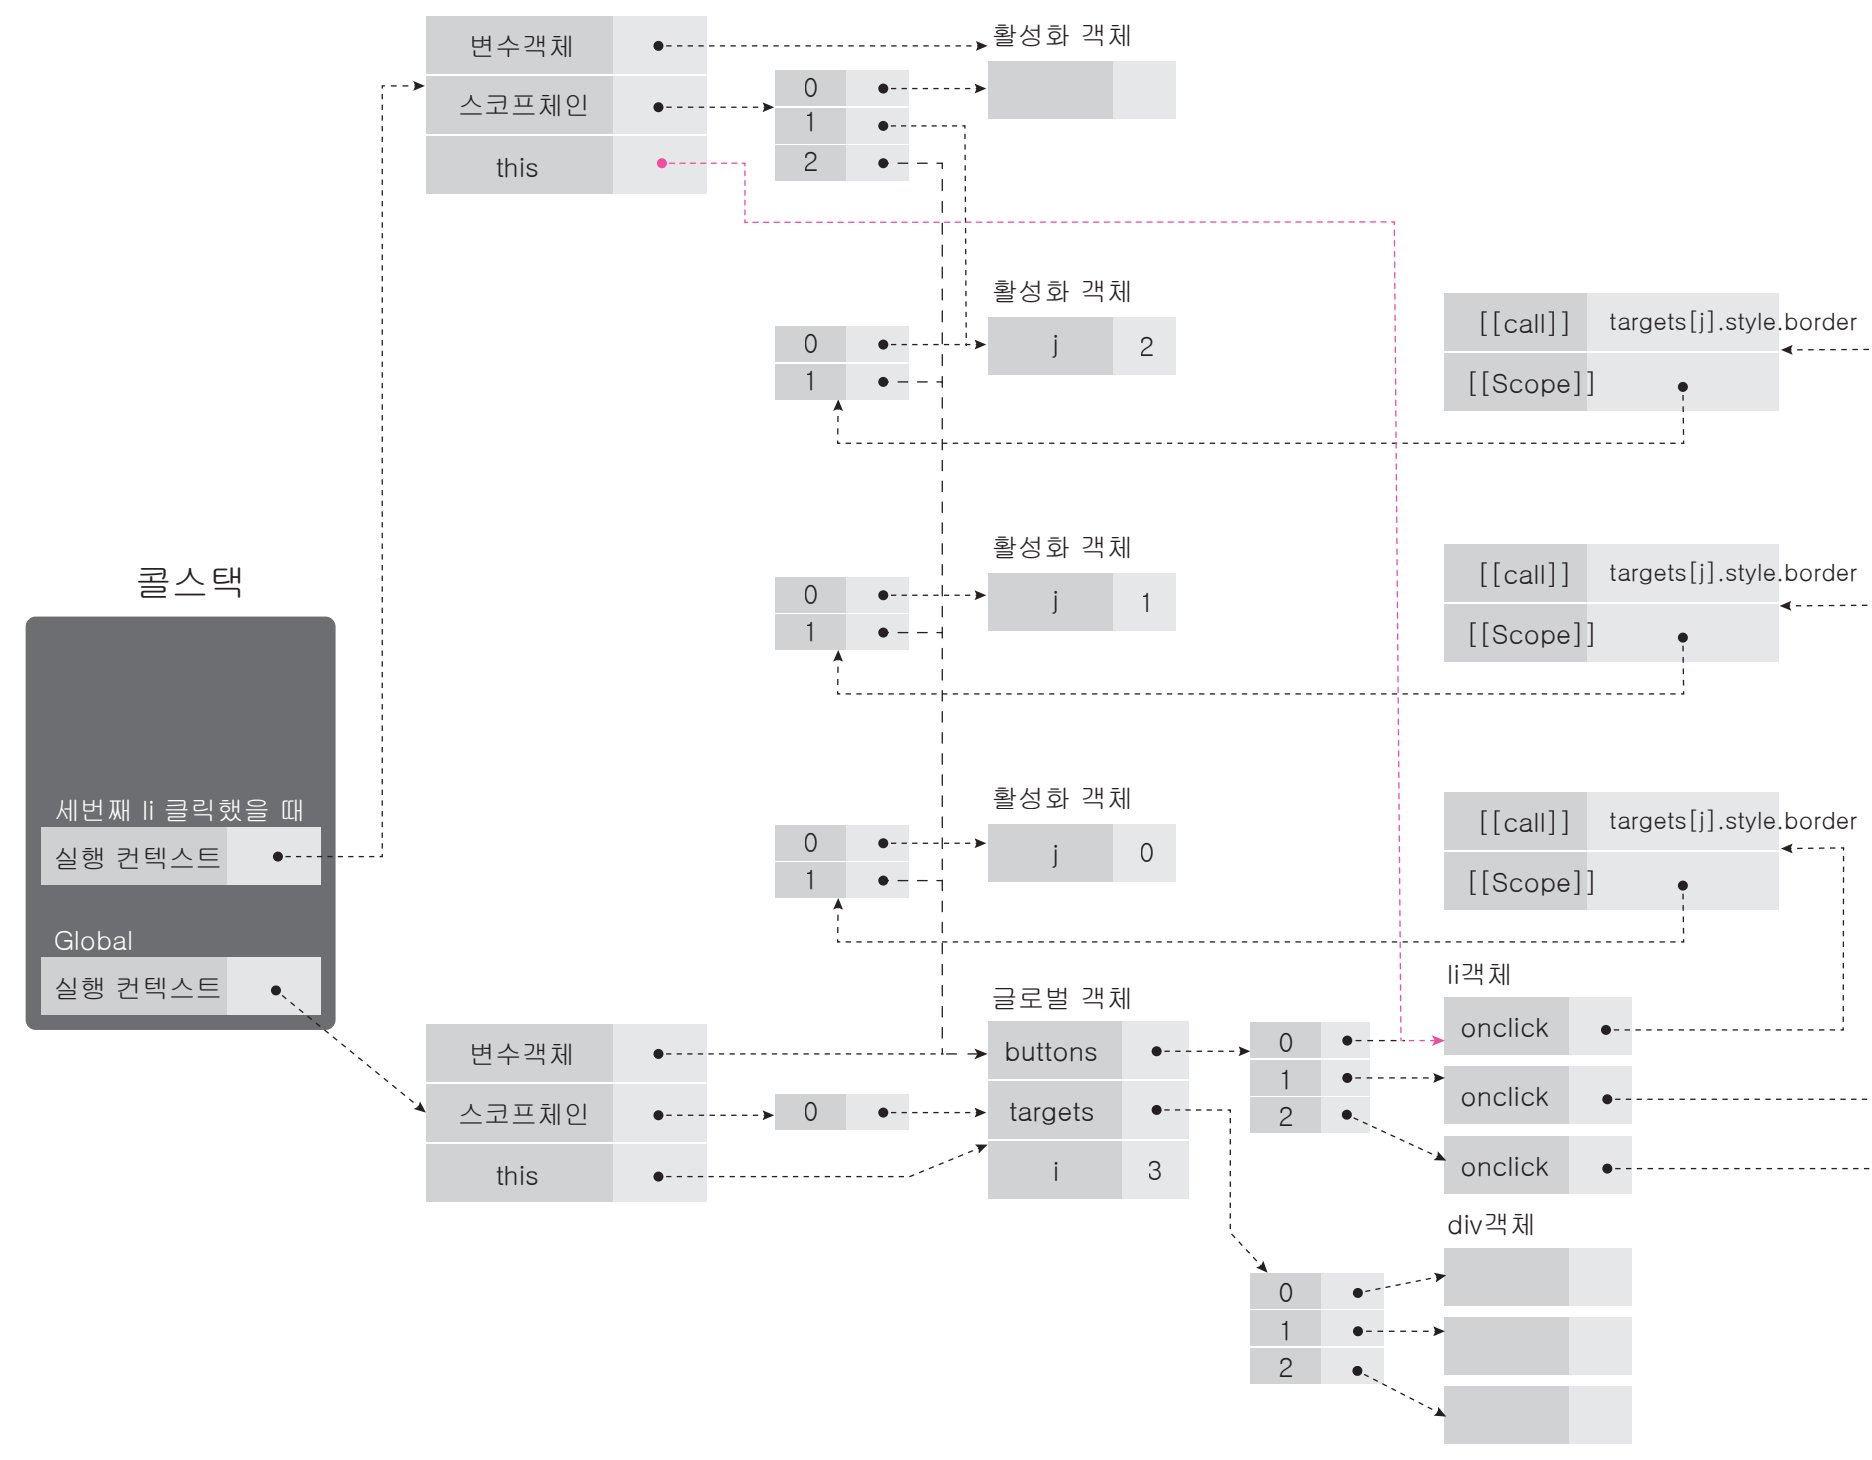 변수객체
스코프체인
this
0
1
2
활성화 객체
활성화 객체
0
1
j 2
[[call]] targets[j].style.border
[[Scope]]
활성화 객체
0
1
j 1
[[call]] targets[j].style.border
[[Scope]]
콜스택
세번째 li 클릭했을 때
실행 컨텍스트
Global
실행 컨텍스트
활성화 객체
0
1
j 0
[[call]] targets[j].style.border
[[Scope]]
변수객체
스코프체인
this
0
글로벌 객체
buttons
targets
i 3
0
1
2
li객체
onclick
onclick
onclick
div객체
0
1
2